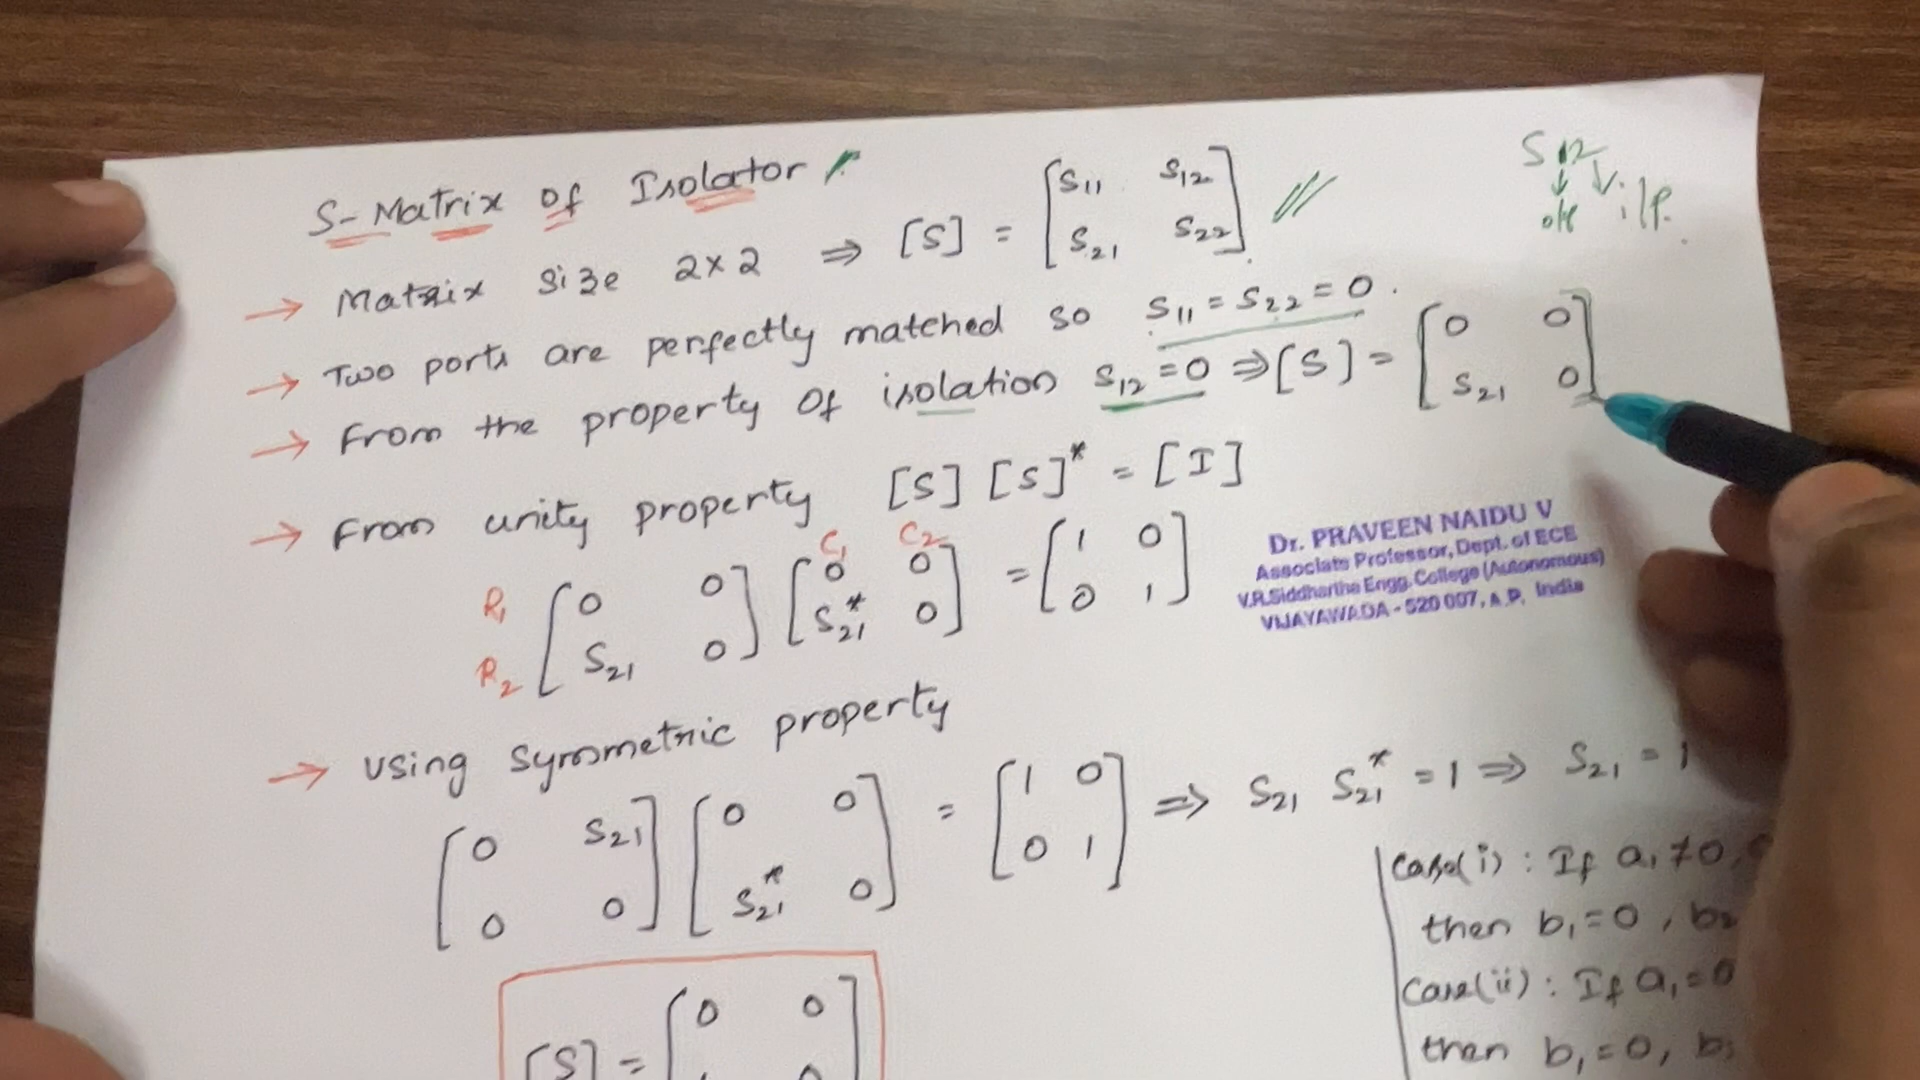 S-Matrix of Isolator
→ Matrix size 2×2 ⇒ [S] = [S₁₁ S₁₂
S₂₁ S₂₂]
S₁₂
↓ ↓
o/p i/p.
→ Two ports are perfectly matched so S₁₁ = S₂₂ = 0.
→ From the property of isolation S₁₂ = 0 ⇒ [S] = [0 0
S₂₁ 0]
→ From unity property [S] [S]* = [I]
C₁ C₂
R₁ [0 0 [0 0 = [1 0
R₂ S₂₁ 0] S₂₁* 0] 0 1]
Dr. PRAVEEN NAIDU V
Associate Professor, Dept. of ECE
V.R.Siddhartha Engg. College (Autonomous)
VIJAYAWADA - 520 007, A.P. India
→ using symmetric property
[0 S₂₁ [0 0 = [1 0 ⇒ S₂₁ S₂₁* = 1 ⇒ S₂₁ = 1
0 0] S₂₁* 0] 0 1]
Case(i) : If a₁ ≠ 0,
then b₁ = 0, b₂
Case(ii) : If a₁ = 0
then b₁ = 0, b
[S] = [0 0